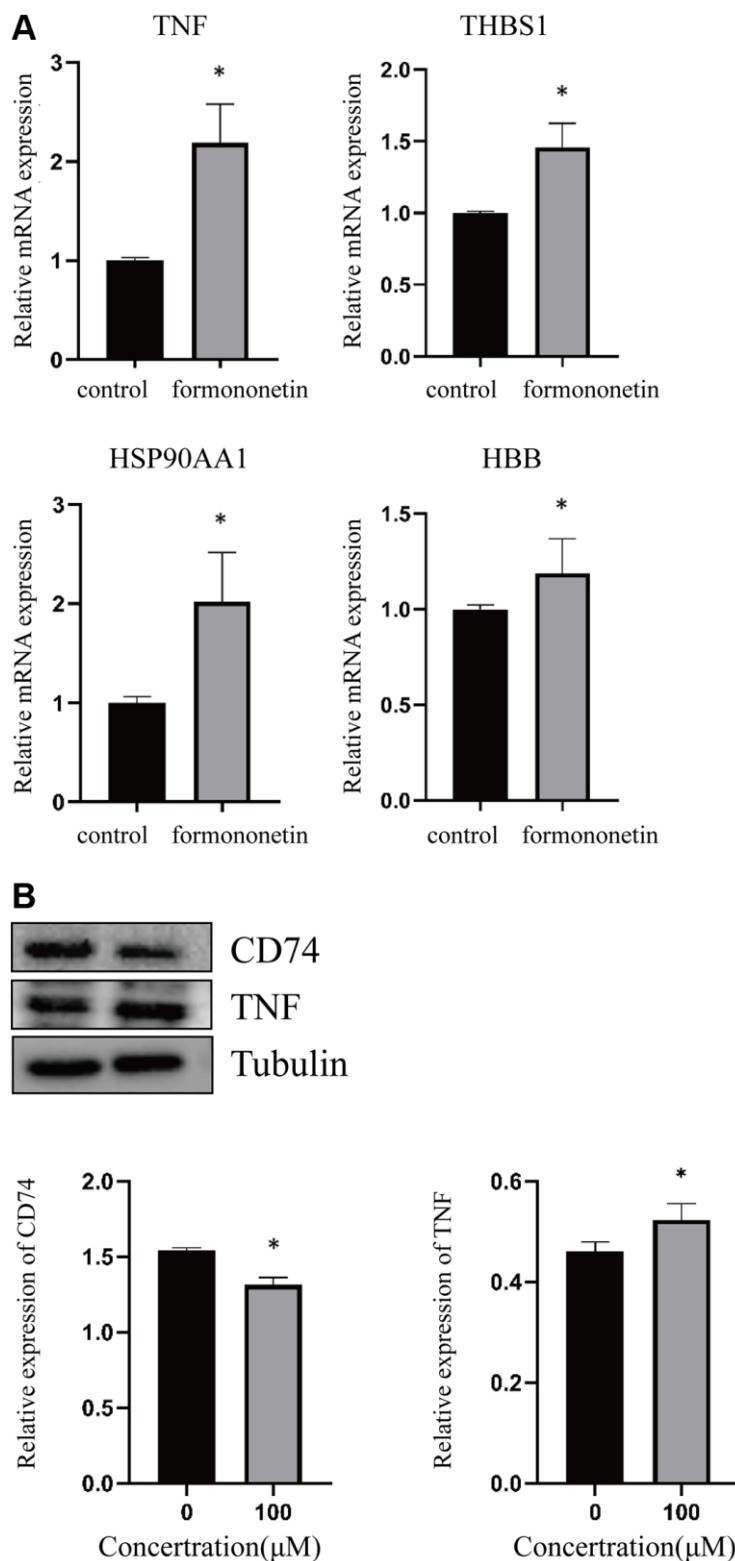 A
TNF
THBS1
Relative mRNA expression
3
2
1
0
*
control formononetin
Relative mRNA expression
2.0
1.5
1.0
0.5
0.0
*
control formononetin
HSP90AA1
HBB
Relative mRNA expression
3
2
1
0
*
control formononetin
Relative mRNA expression
1.5
1.0
0.5
0.0
*
control formononetin
B
CD74
TNF
Tubulin
Relative expression of CD74
2.0
1.5
1.0
0.5
0.0
*
0 100
Concertration(μM)
Relative expression of TNF
0.6
0.4
0.2
0.0
*
0 100
Concertration(μM)